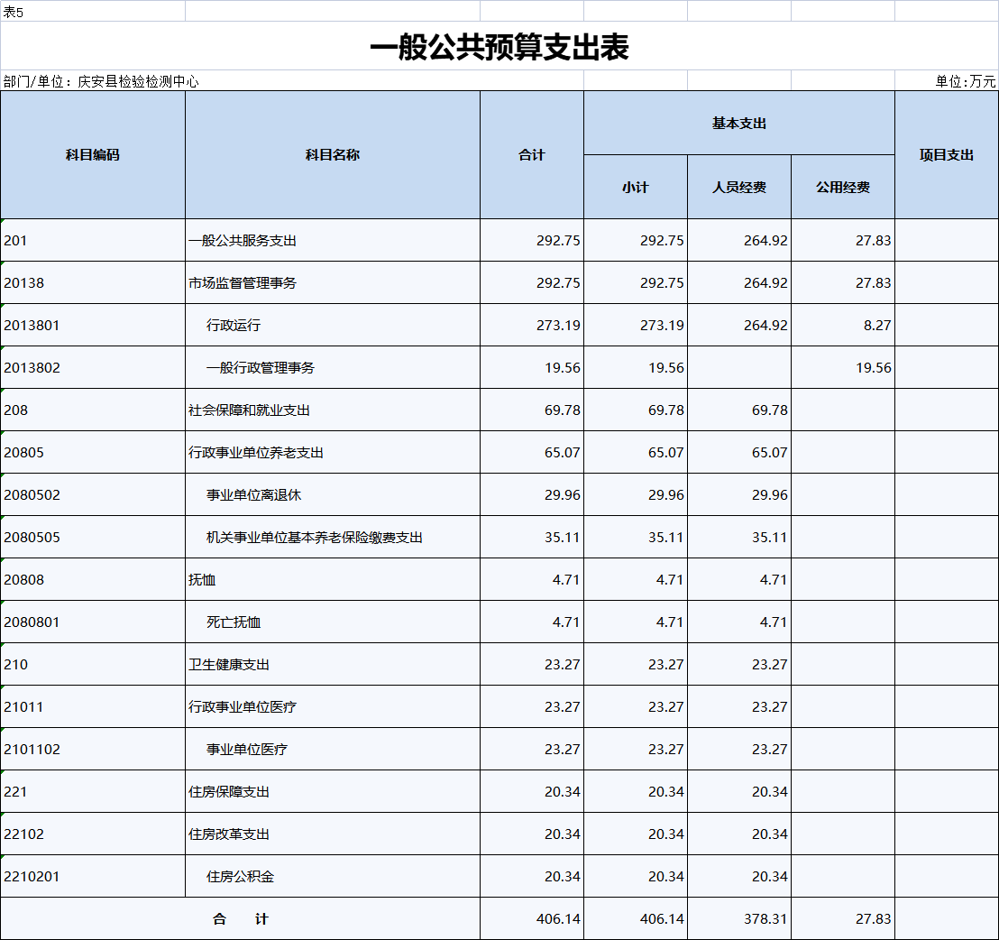 表5
一般公共预算支出表
部门/单位：庆安县检验检测中心 单位:万元
科目编码 科目名称 合计 基本支出 项目支出
小计 人员经费 公用经费
201 一般公共服务支出 292.75 292.75 264.92 27.83
20138 市场监督管理事务 292.75 292.75 264.92 27.83
2013801 行政运行 273.19 273.19 264.92 8.27
2013802 一般行政管理事务 19.56 19.56 19.56
208 社会保障和就业支出 69.78 69.78 69.78
20805 行政事业单位养老支出 65.07 65.07 65.07
2080502 事业单位离退休 29.96 29.96 29.96
2080505 机关事业单位基本养老保险缴费支出 35.11 35.11 35.11
20808 抚恤 4.71 4.71 4.71
2080801 死亡抚恤 4.71 4.71 4.71
210 卫生健康支出 23.27 23.27 23.27
21011 行政事业单位医疗 23.27 23.27 23.27
2101102 事业单位医疗 23.27 23.27 23.27
221 住房保障支出 20.34 20.34 20.34
22102 住房改革支出 20.34 20.34 20.34
2210201 住房公积金 20.34 20.34 20.34
合 计 406.14 406.14 378.31 27.83